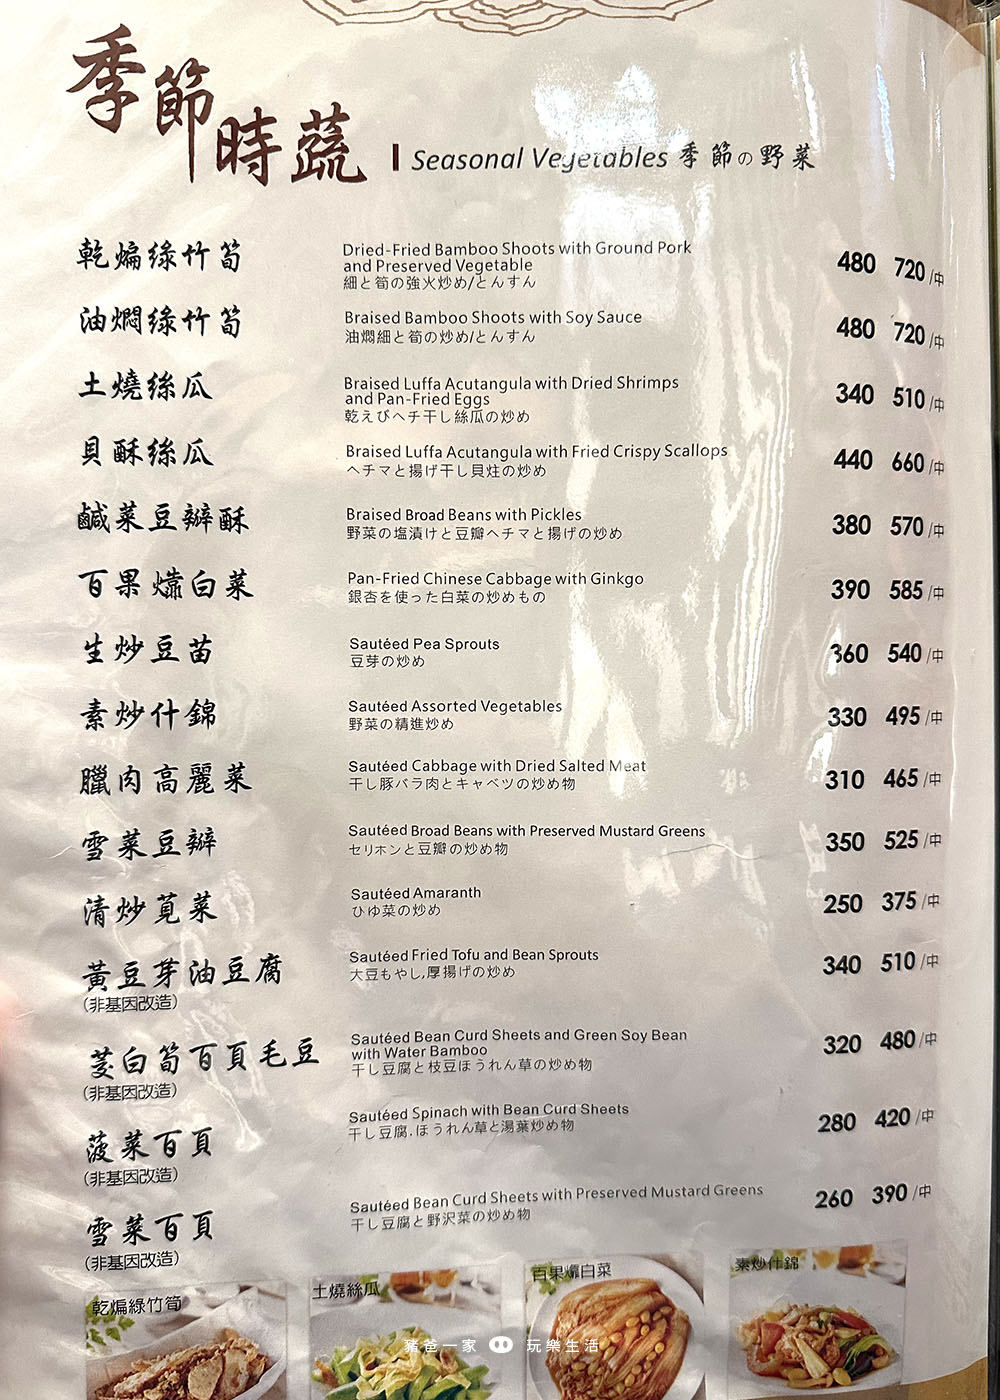 季節時蔬
Seasonal Vegetables 季節の野菜
乾煸綠竹筍
Dried-Fried Bamboo Shoots with Ground Pork
and Preserved Vegetable
細と筍の強火炒め/とんすん
480 720/中
油燜綠竹筍
Braised Bamboo Shoots with Soy Sauce
油燜細と筍の炒め/とんすん
480 720/中
土燒絲瓜
Braised Luffa Acutangula with Dried Shrimps
and Pan-Fried Eggs
乾えびヘチ干し絲瓜の炒め
340 510/中
貝酥絲瓜
Braised Luffa Acutangula with Fried Crispy Scallops
ヘチマと揚げ干し貝炷の炒め
440 660/中
鹹菜豆瓣酥
Braised Broad Beans with Pickles
野菜の塩漬けと豆瓣ヘチマと揚げの炒め
380 570/中
百果㸆白菜
Pan-Fried Chinese Cabbage with Ginkgo
銀杏を使った白菜の炒めもの
390 585/中
生炒豆苗
Sautéed Pea Sprouts
豆芽の炒め
360 540/中
素炒什錦
Sautéed Assorted Vegetables
野菜の精進炒め
330 495/中
臘肉高麗菜
Sautéed Cabbage with Dried Salted Meat
干し豚バラ肉とキャベツの炒め物
310 465/中
雪菜豆瓣
Sautéed Broad Beans with Preserved Mustard Greens
セリホンと豆瓣の炒め物
350 525/中
清炒莧菜
Sautéed Amaranth
ひゆ菜の炒め
250 375/中
黃豆芽油豆腐
(非基因改造)
Sautéed Fried Tofu and Bean Sprouts
大豆もやし,厚揚げの炒め
340 510/中
茭白筍百頁毛豆
(非基因改造)
Sautéed Bean Curd Sheets and Green Soy Bean
with Water Bamboo
干し豆腐と枝豆ほうれん草の炒め物
320 480/中
菠菜百頁
(非基因改造)
Sautéed Spinach with Bean Curd Sheets
干し豆腐.ほうれん草と湯葉炒め物
280 420/中
雪菜百頁
(非基因改造)
Sautéed Bean Curd Sheets with Preserved Mustard Greens
干し豆腐と野沢菜の炒め物
260 390/中
乾煸綠竹筍
土燒絲瓜
百果㸆白菜
素炒什錦
豬爸一家 玩樂生活